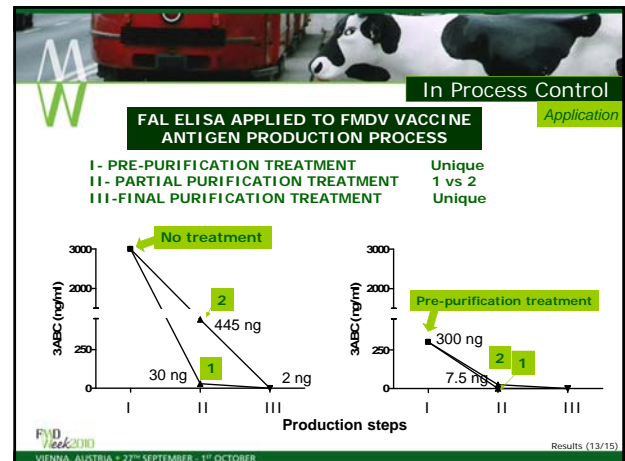 In Process Control
Application
FAL ELISA APPLIED TO FMDV VACCINE
ANTIGEN PRODUCTION PROCESS
I- PRE-PURIFICATION TREATMENT Unique
II- PARTIAL PURIFICATION TREATMENT 1 vs 2
III-FINAL PURIFICATION TREATMENT Unique
No treatment
3ABC (ng/ml)
3000
2000
250
0
2
445 ng
1
30 ng
2 ng
I II III
3ABC (ng/ml)
3000
2000
250
0
Pre-purification treatment
300 ng
2 1
7.5 ng
I II III
Production steps
FMD
Week2010
VIENNA, AUSTRIA • 27TH SEPTEMBER - 1ST OCTOBER
Results (13/15)